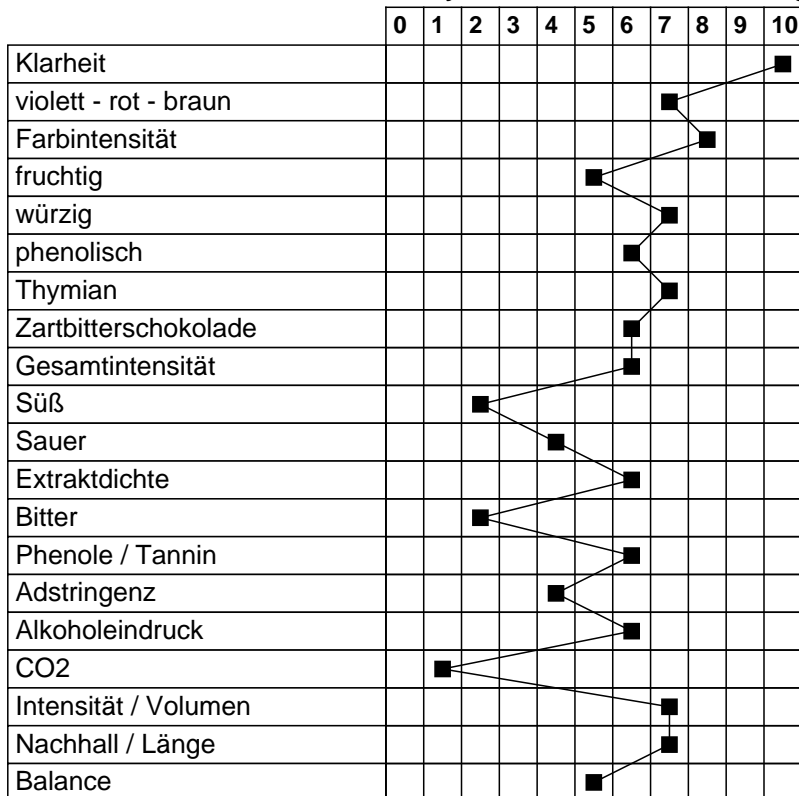 0 1 2 3 4 5 6 7 8 9 10
Klarheit
violett - rot - braun
Farbintensität
fruchtig
würzig
phenolisch
Thymian
Zartbitterschokolade
Gesamtintensität
Süß
Sauer
Extraktdichte
Bitter
Phenole / Tannin
Adstringenz
Alkoholeindruck
CO2
Intensität / Volumen
Nachhall / Länge
Balance